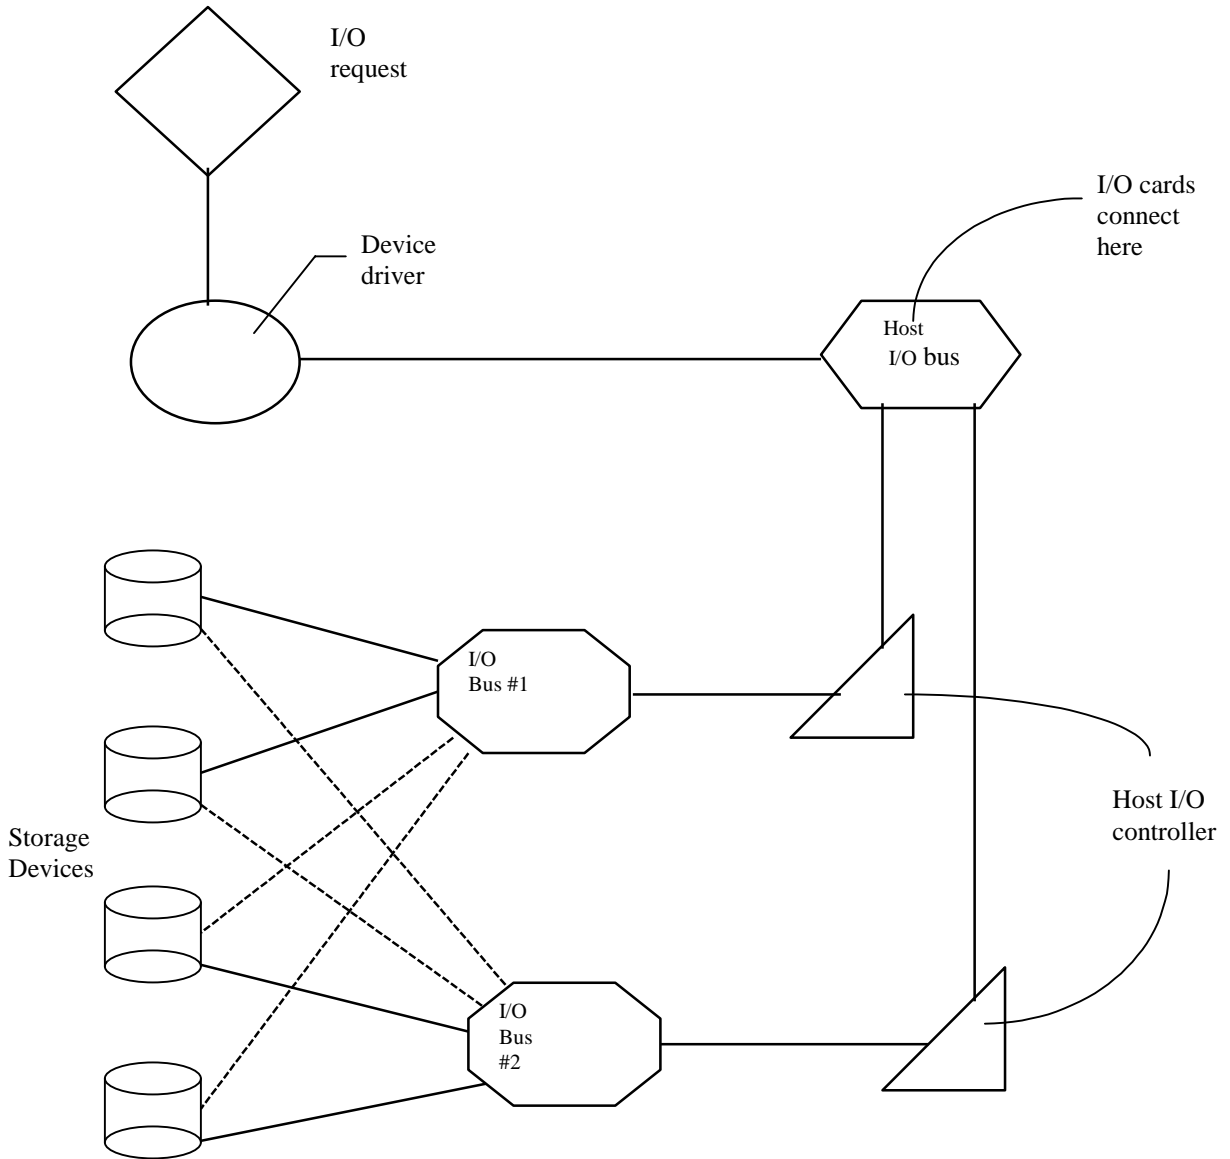 I/O
request
I/O cards
connect
here
Device
driver
Host
I/O bus
I/O
Bus #1
Host I/O
controller
Storage
Devices
I/O
Bus
#2